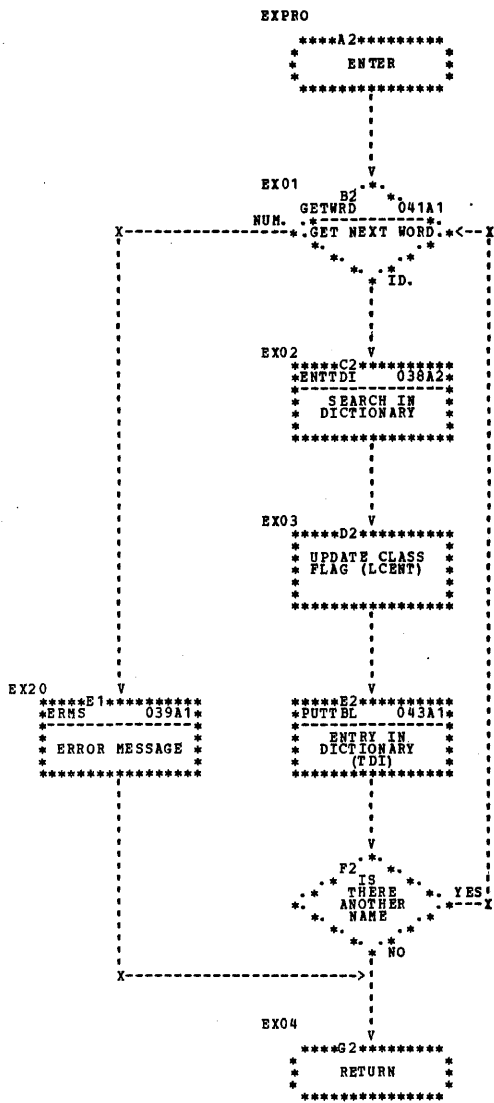 EXPRO
A2
ENTER
EX01
B2
GETWRD 041A1
NUM.
GET NEXT WORD
ID.
EX02
C2
ENTTDI 038A2
SEARCH IN
DICTIONARY
EX03
D2
UPDATE CLASS
FLAG (LCENT)
EX20
E1
ERMS 039A1
ERROR MESSAGE
E2
PUTTBL 043A1
ENTRY IN
DICTIONARY
(TDI)
F2
IS
THERE
ANOTHER
NAME
YES
NO
EX04
G2
RETURN